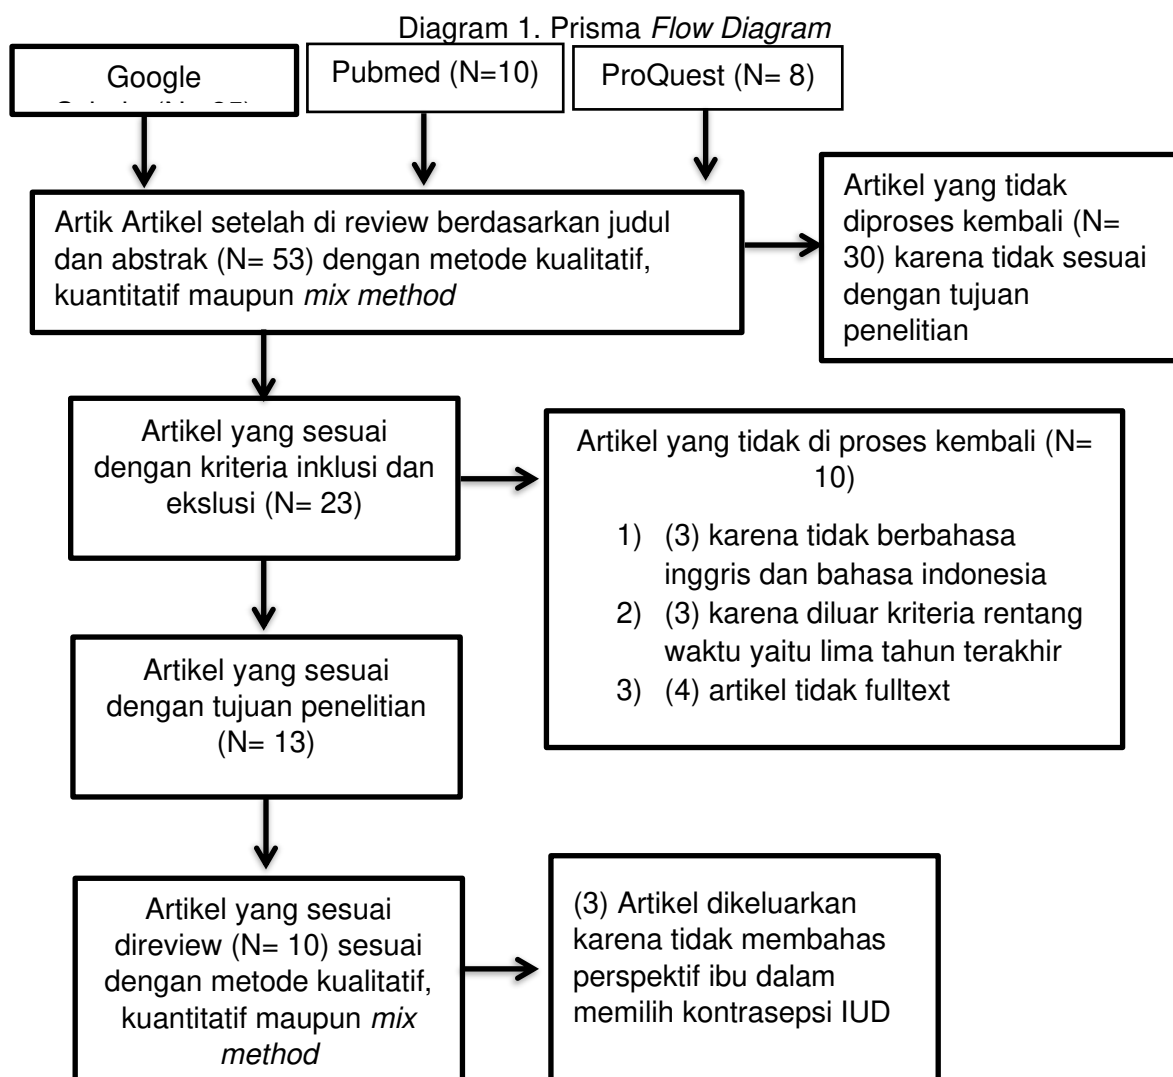 Diagram 1. Prisma Flow Diagram
Google
Pubmed (N=10)
ProQuest (N= 8)
Artik Artikel setelah di review berdasarkan judul
dan abstrak (N= 53) dengan metode kualitatif,
kuantitatif maupun mix method
Artikel yang tidak
diproses kembali (N=
30) karena tidak sesuai
dengan tujuan
penelitian
Artikel yang sesuai
dengan kriteria inklusi dan
ekslusi (N= 23)
Artikel yang tidak di proses kembali (N=
10)
1) (3) karena tidak berbahasa
inggris dan bahasa indonesia
2) (3) karena diluar kriteria rentang
waktu yaitu lima tahun terakhir
3) (4) artikel tidak fulltext
Artikel yang sesuai
dengan tujuan penelitian
(N= 13)
Artikel yang sesuai
direview (N= 10) sesuai
dengan metode kualitatif,
kuantitatif maupun mix
method
(3) Artikel dikeluarkan
karena tidak membahas
perspektif ibu dalam
memilih kontrasepsi IUD